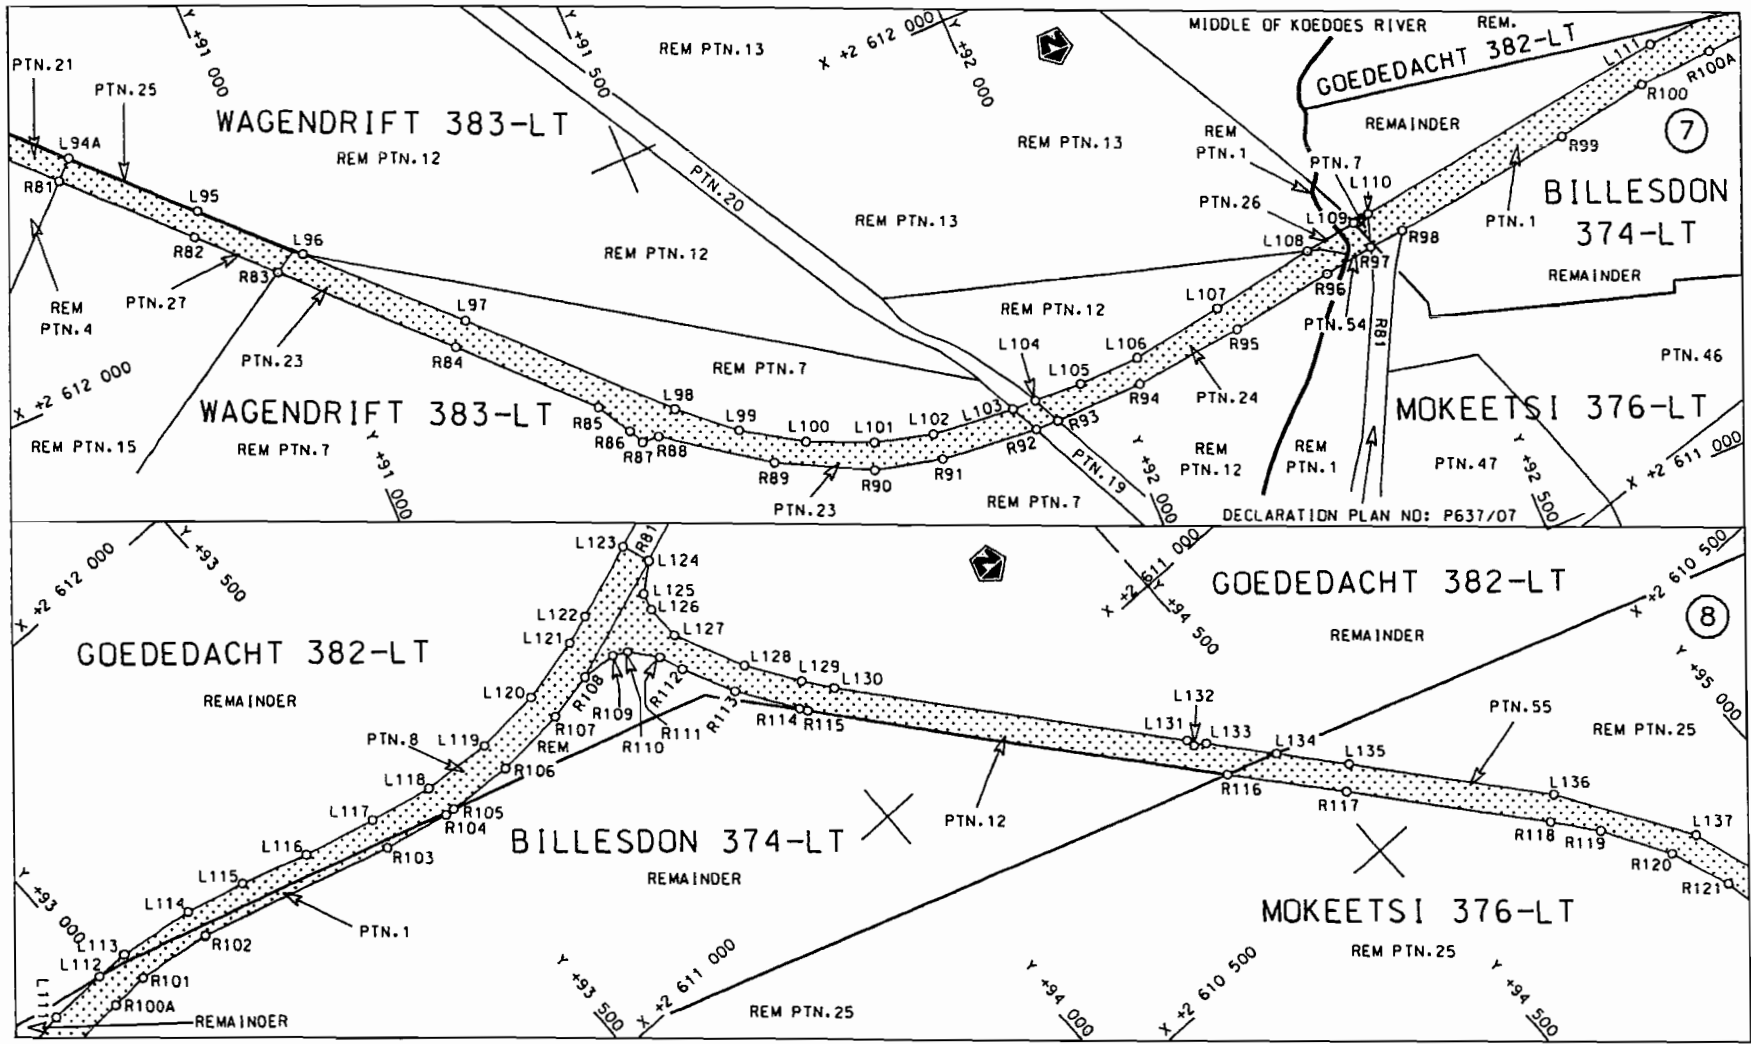 PTN.21
PTN.25
Y +91 000
Y +91 500
REM PTN.13
X +2 612 000
Y +92 000
N
MIDDLE OF KOEDOES RIVER
REM.
GOEDEDACHT 382-LT
L111
R100A
R100
7
L94A
R81
WAGENDRIFT 383-LT
REM PTN.12
PTN.20
REM PTN.13
REM PTN.13
REM
PTN.1
PTN.7
REMAINDER
R99
L110
PTN.26
L109
PTN.1
BILLESDON
374-LT
REMAINDER
L95
R82
L96
R83
REM PTN.12
L108
R97
R98
R96
REM
PTN.4
PTN.27
PTN.23
L97
R84
REM PTN.12
L107
PTN.54
R95
R81
PTN.46
L104
L106
L105
REM PTN.7
X +2 612 000
WAGENDRIFT 383-LT
REM PTN.15
REM PTN.7
Y +91 000
R85
R86
R87
R88
L98
L99
L100
L101
L102
L103
R94
R93
PTN.24
MOKEETSI 376-LT
R92
R91
R90
R89
PTN.23
PTN.19
REM PTN.7
Y +92 000
REM
PTN.12
REM
PTN.1
PTN.47
Y +92 500
X +2 611 000
DECLARATION PLAN NO: P637/07
X +2 612 000
Y +93 500
L123
R81
L124
N
X +2 611 000
Y +94 500
GOEDEDACHT 382-LT
REMAINDER
X +2 610 500
8
L125
L126
L122
L121
L127
GOEDEDACHT 382-LT
REMAINDER
L128
L129
L130
Y +95 000
L120
R108
R109
R110
R111
R112
R113
R114
R115
L132
L131
L133
PTN.55
REM PTN.25
L119
PTN.8
R107
REM
R106
L134
L135
L136
L118
L117
R105
R104
R116
R117
R118
R119
L137
PTN.12
BILLESDON 374-LT
REMAINDER
L116
R103
R120
R121
L115
Y +93 000
L114
PTN.1
MOKEETSI 376-LT
REM PTN.25
L113
R102
L112
R101
L111
R100A
REMAINDER
Y +93 500
X +2 611 000
REM PTN.25
Y +94 000
X +2 610 500
Y +94 500